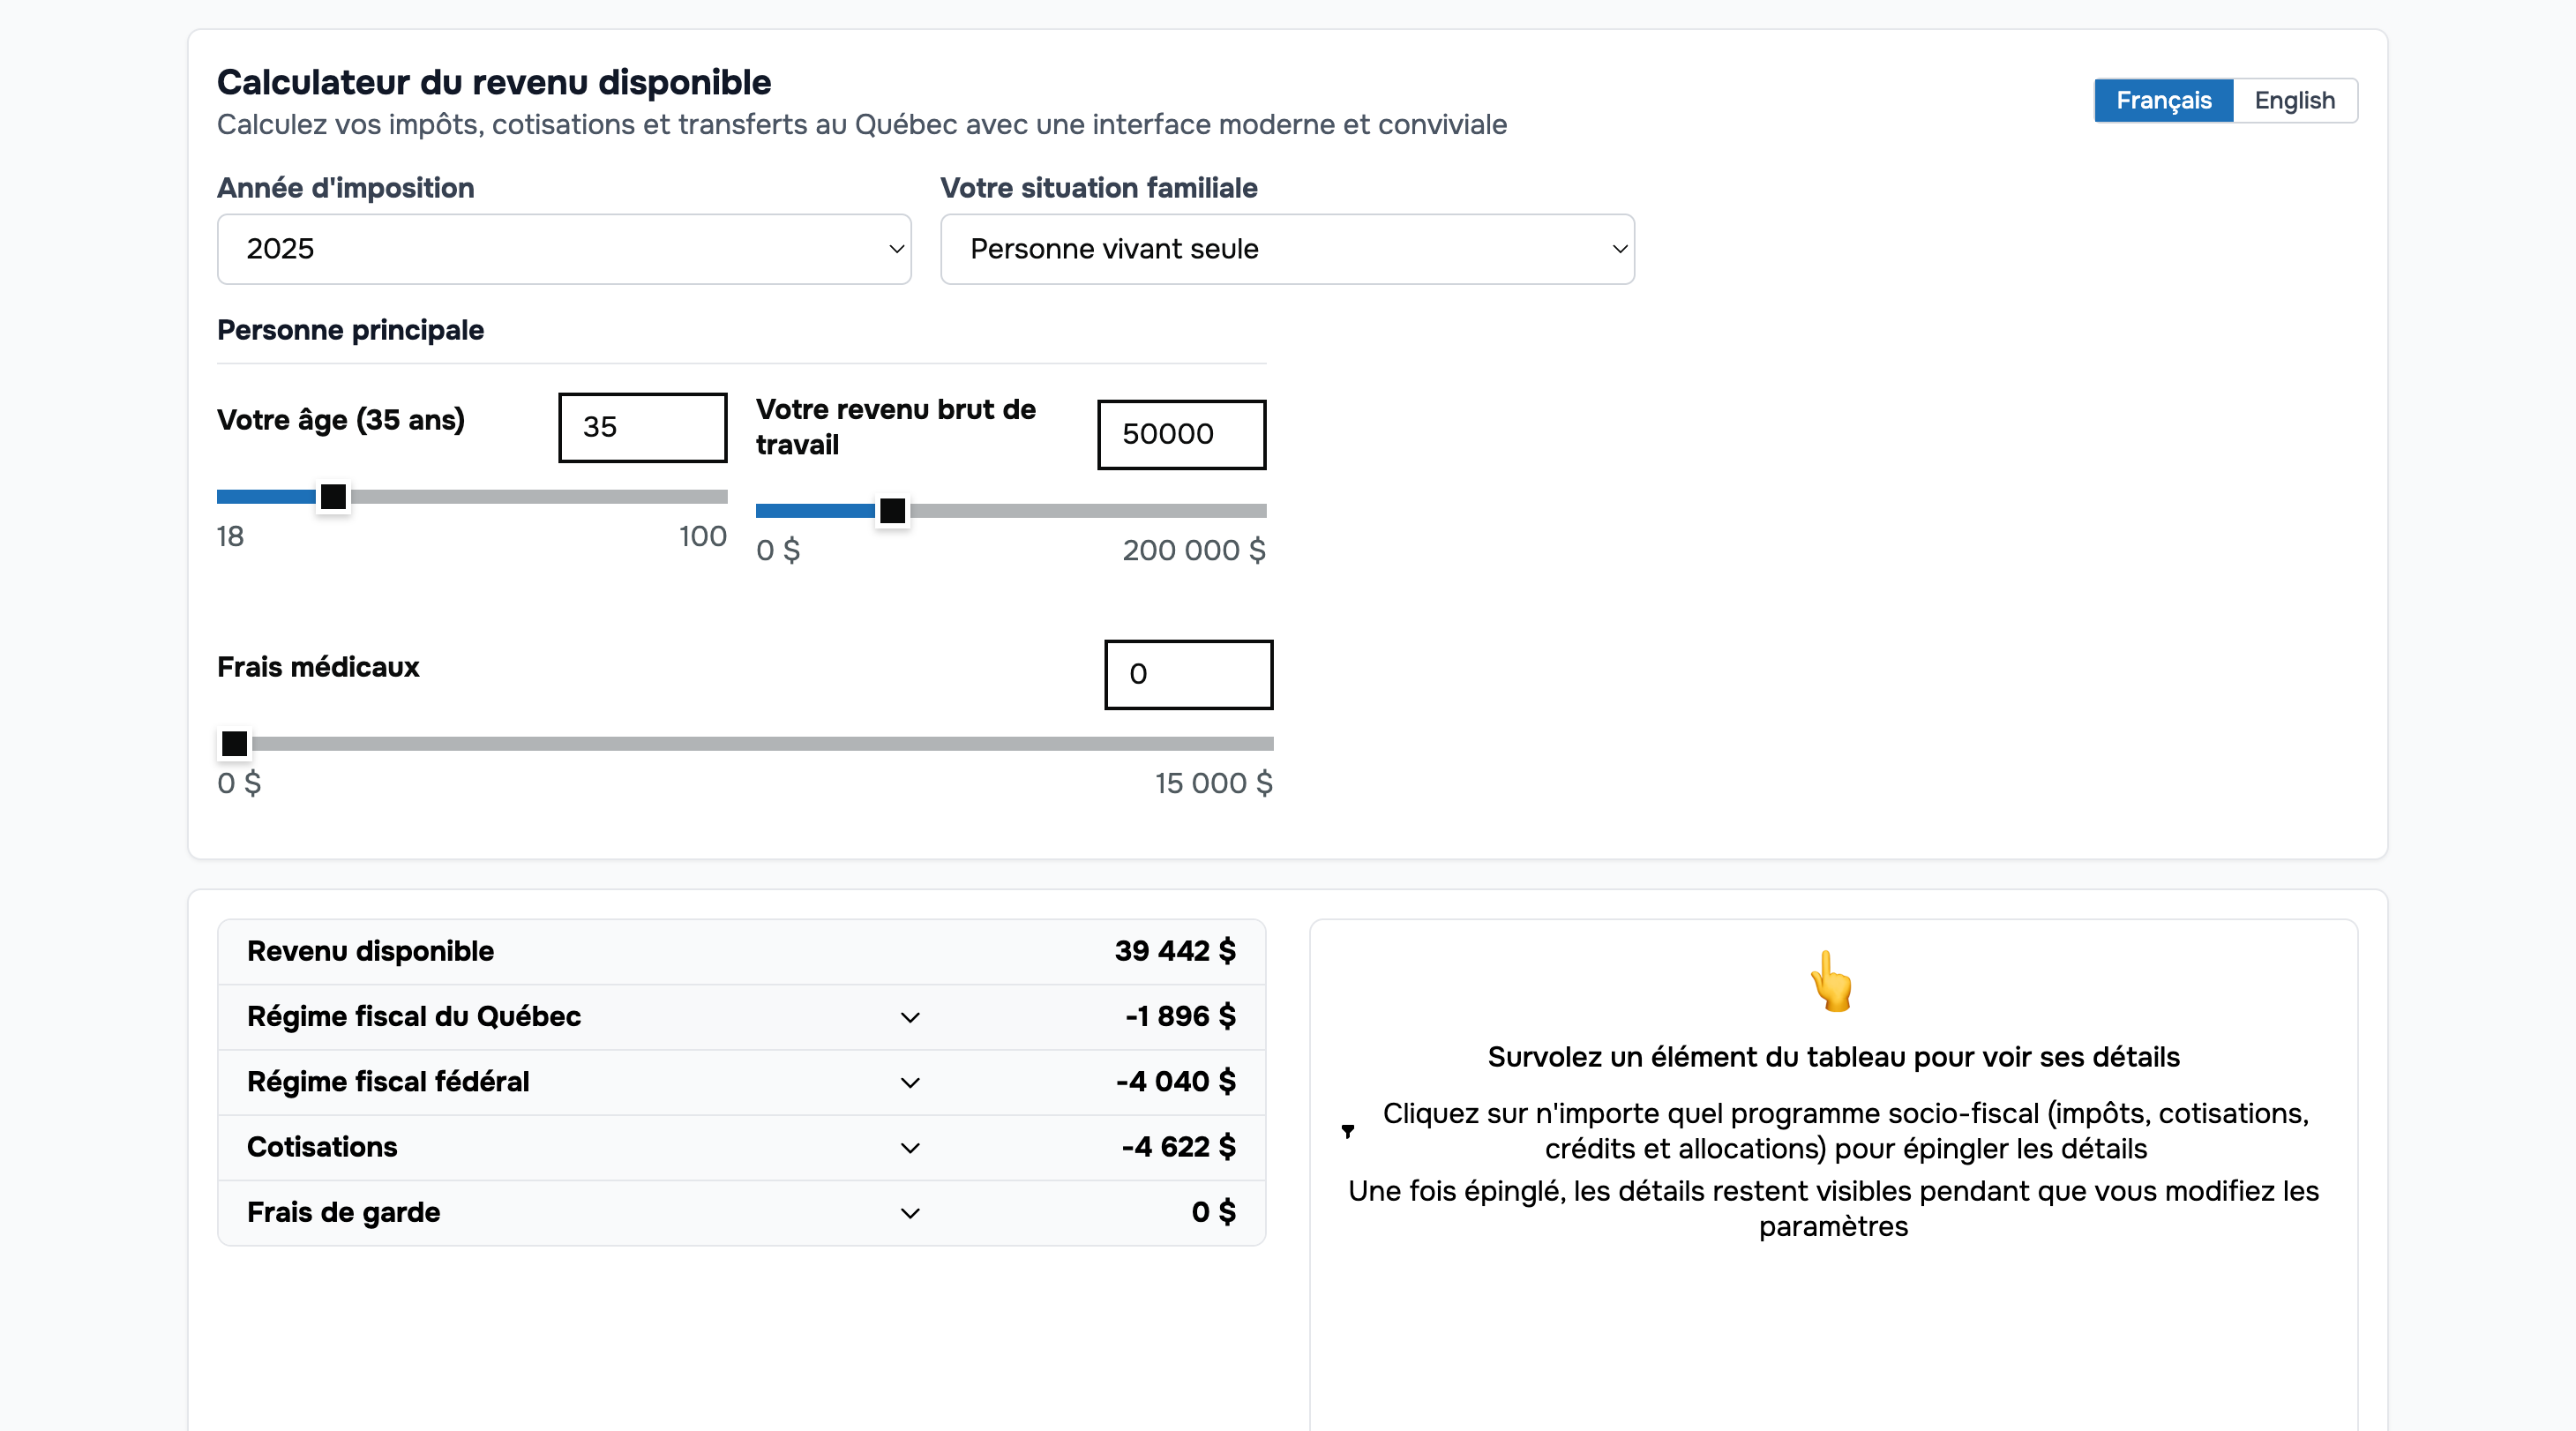 Calculateur du revenu disponible
Calculez vos impôts, cotisations et transferts au Québec avec une interface moderne et conviviale
Français English
Année d'imposition
2025
Votre situation familiale
Personne vivant seule
Personne principale
Votre âge (35 ans)
35
18
100
Votre revenu brut de
travail
50000
0 $
200 000 $
Frais médicaux
0
0 $
15 000 $
Revenu disponible 39 442 $
Régime fiscal du Québec -1 896 $
Régime fiscal fédéral -4 040 $
Cotisations -4 622 $
Frais de garde 0 $
Survolez un élément du tableau pour voir ses détails
Cliquez sur n'importe quel programme socio-fiscal (impôts, cotisations,
crédits et allocations) pour épingler les détails
Une fois épinglé, les détails restent visibles pendant que vous modifiez les
paramètres